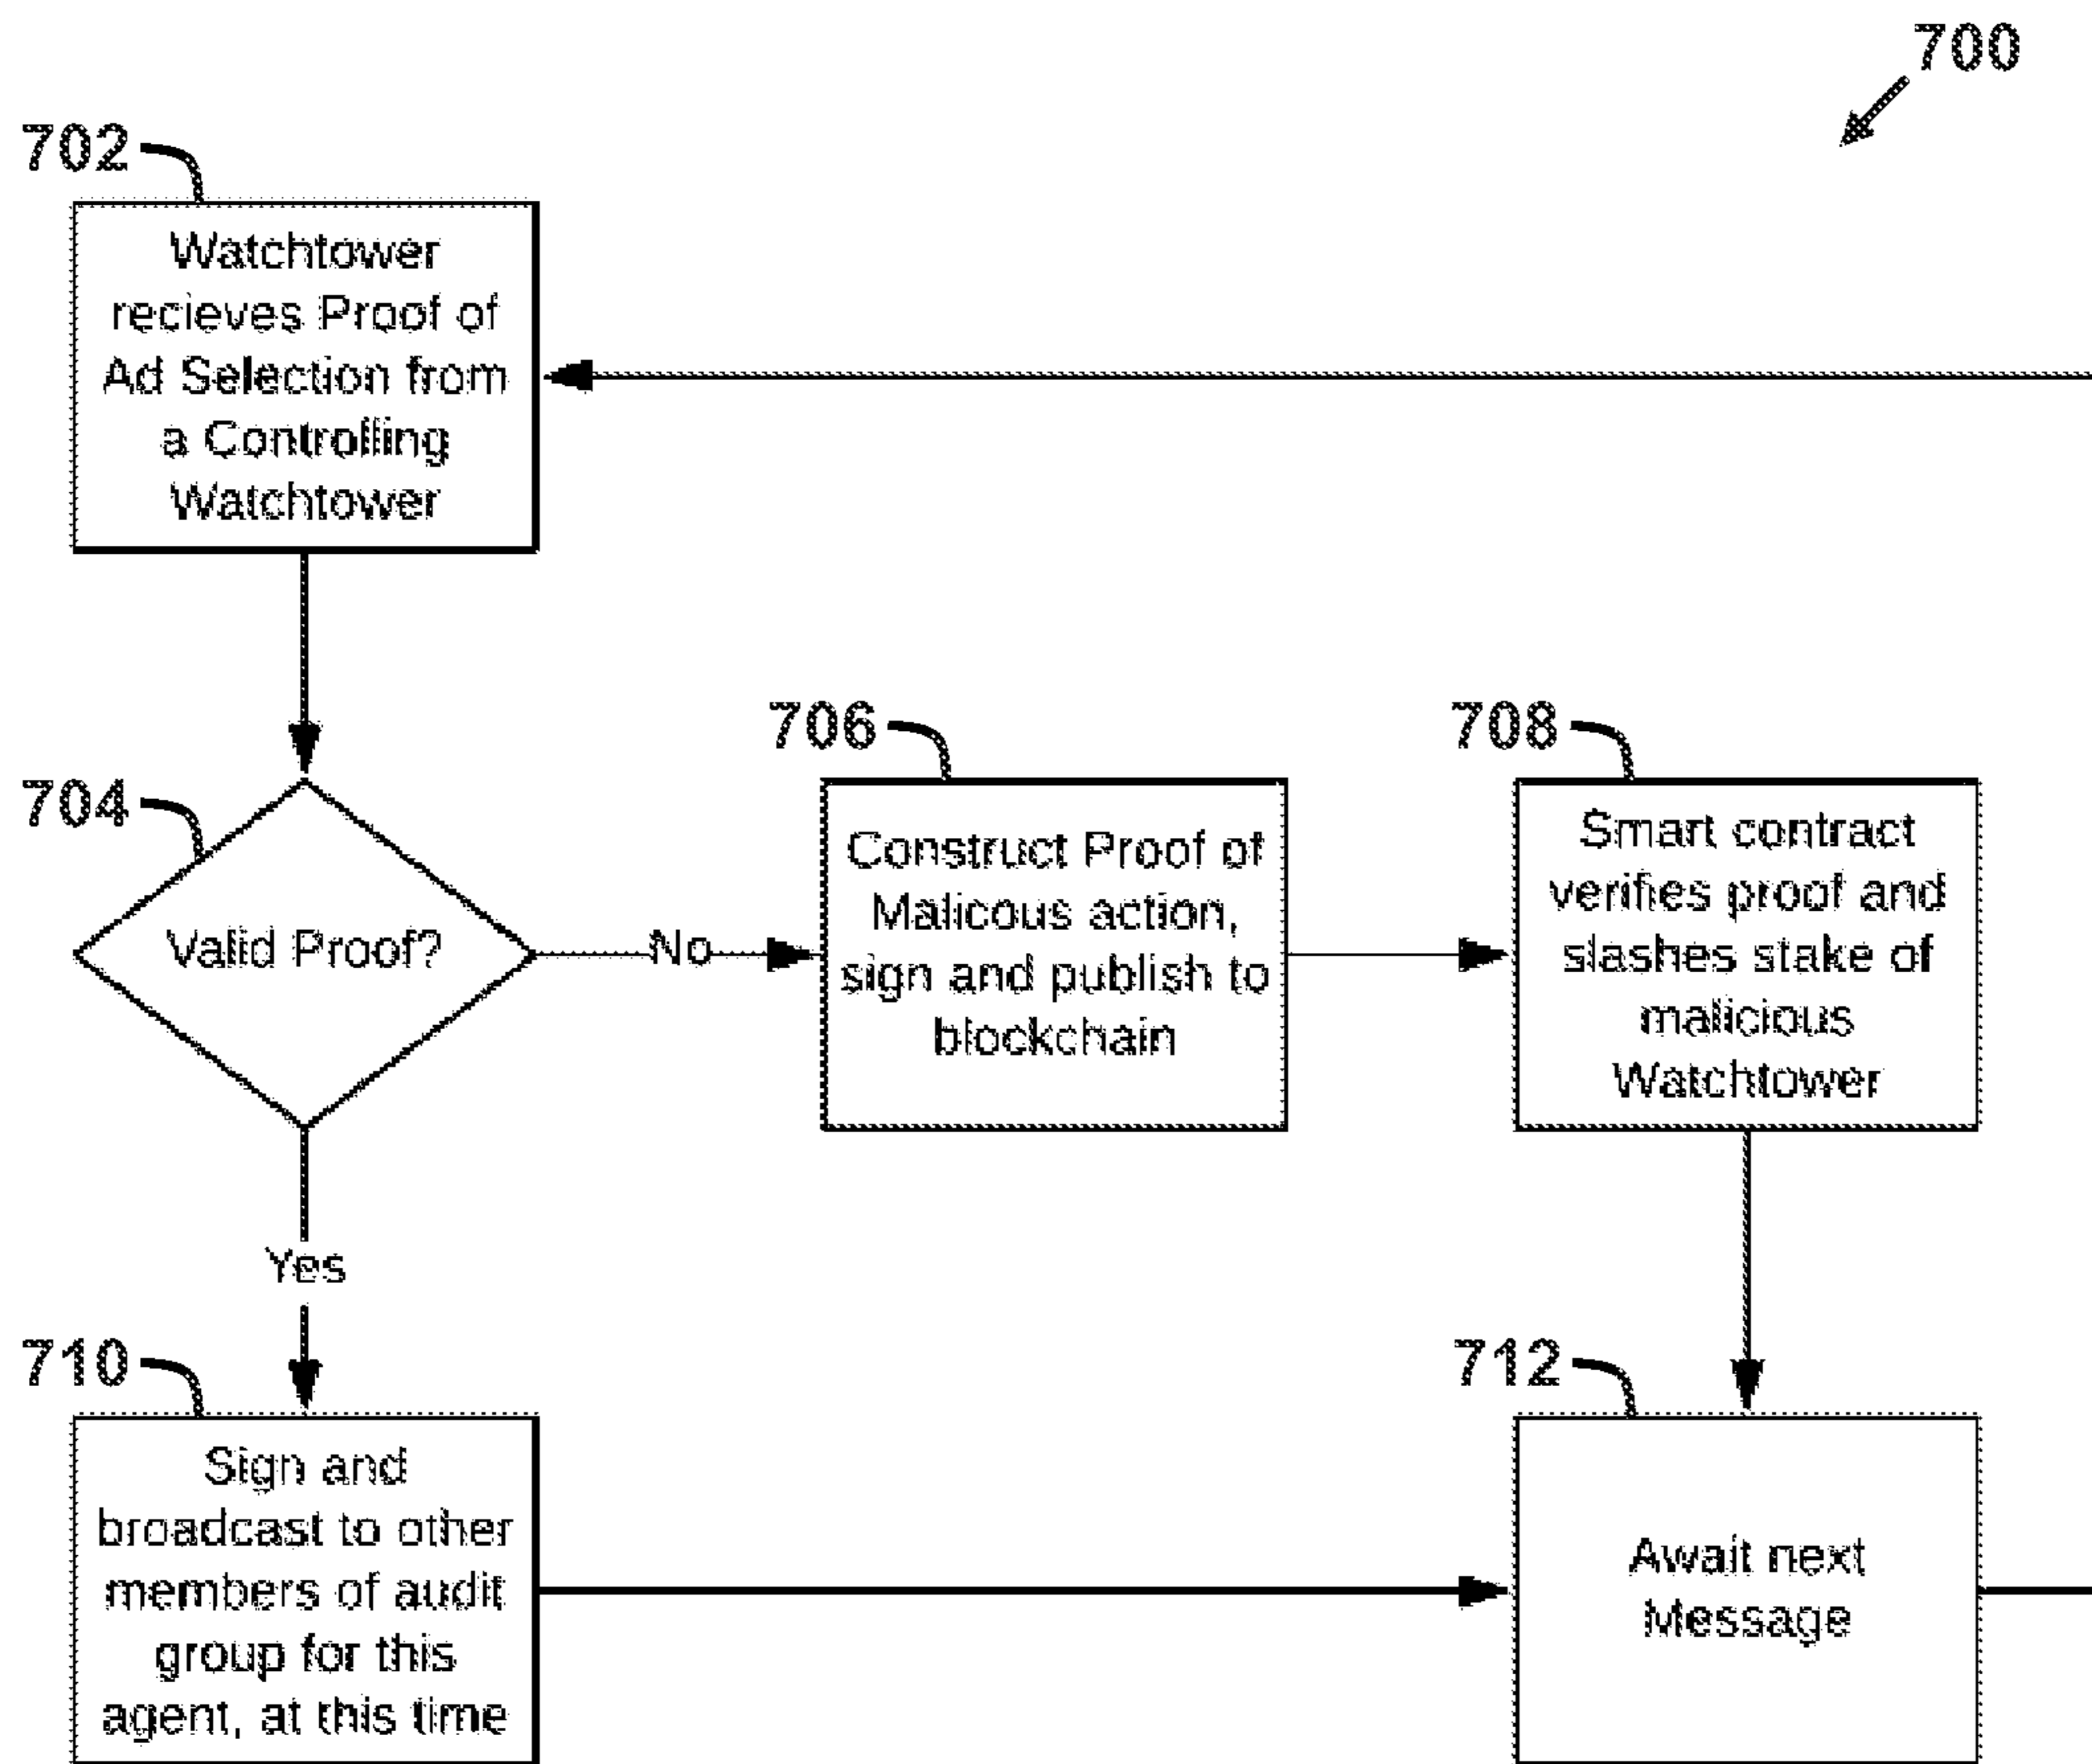 700
702
Watchtower
recieves Proof of
Ad Selection from
a Controlling
Watchtower
704
Valid Proof?
No
706
Construct Proof of
Malicous action,
sign and publish to
blockchain
708
Smart contract
verifies proof and
slashes stake of
malicious
Watchtower
Yes
710
Sign and
broadcast to other
members of audit
group for this
agent, at this time
712
Await next
Message